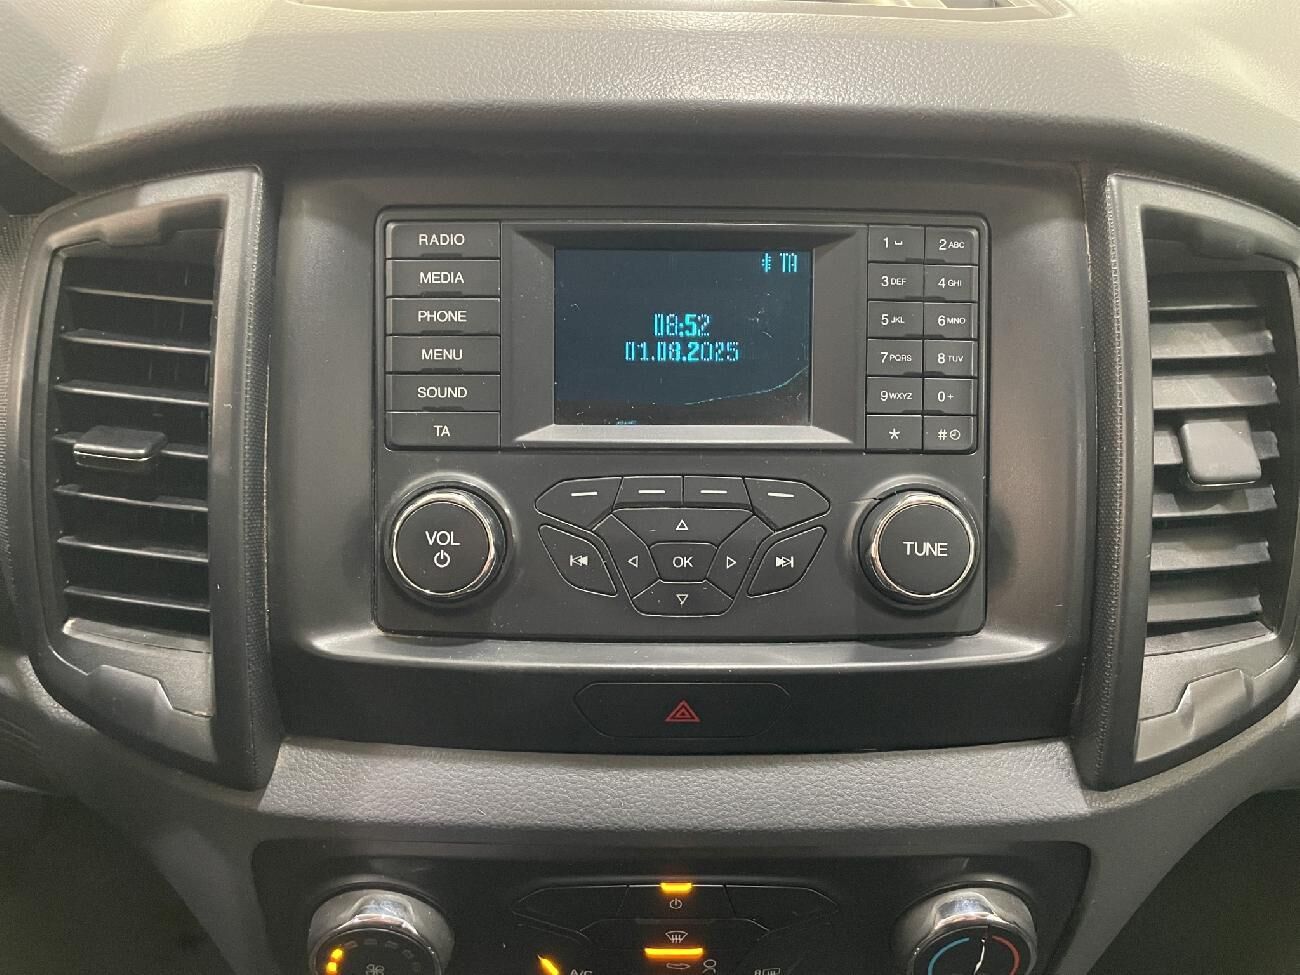 RADIO
MEDIA
PHONE
MENU
SOUND
TA
TA
08:52
01.08.2025
1
2 ABC
3 DEF
4 GHI
5 JKL
6 MNO
7 PQRS
8 TUV
9 WXYZ
0 +
*
#
VOL
OK
TUNE
A/C
R